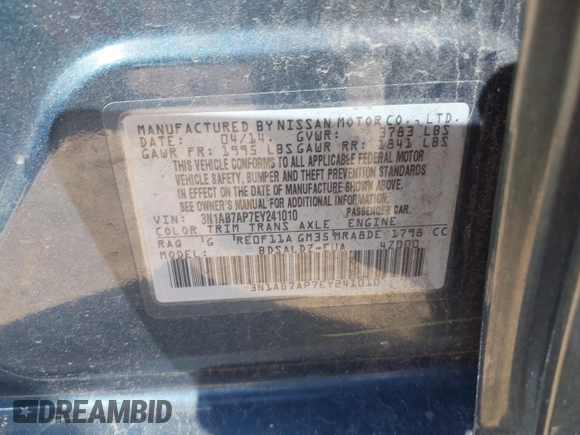 MANUFACTURED BY NISSAN MOTOR CO., LTD.
DATE: 04/14 GVWR: 3783 LBS
GAWR FR: 1995 LBS GAWR RR: 1841 LBS
THIS VEHICLE CONFORMS TO ALL APPLICABLE FEDERAL MOTOR
VEHICLE SAFETY, BUMPER AND THEFT PREVENTION STANDARDS
IN EFFECT ON THE DATE OF MANUFACTURE SHOWN ABOVE.
SEE OWNER'S MANUAL FOR ADDITIONAL INFORMATION.
VIN: 3N1AB7AP7EY241010 PASSENGER CAR
COLOR TRIM TRANS AXLE ENGINE
RAQ G RE0F11A GM35 MRA8DE 1798 CC
MODEL: BDSALDZ-EUA 47000
3N1AB7AP7EY241010
DREAMBID